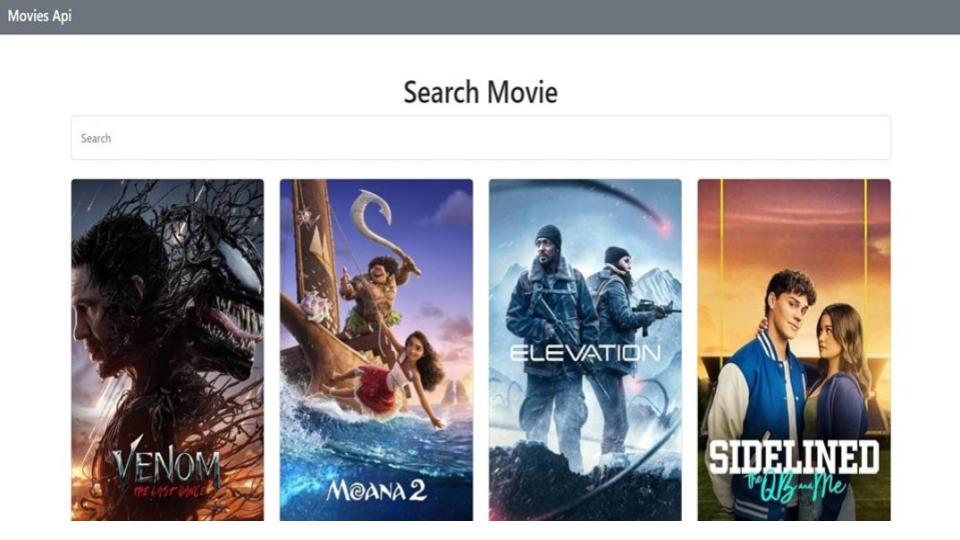 Movies Api
Search Movie
Search
VENOM
THE LAST DANCE
MOANA 2
ELEVATION
SIDELINED
the QB and Me